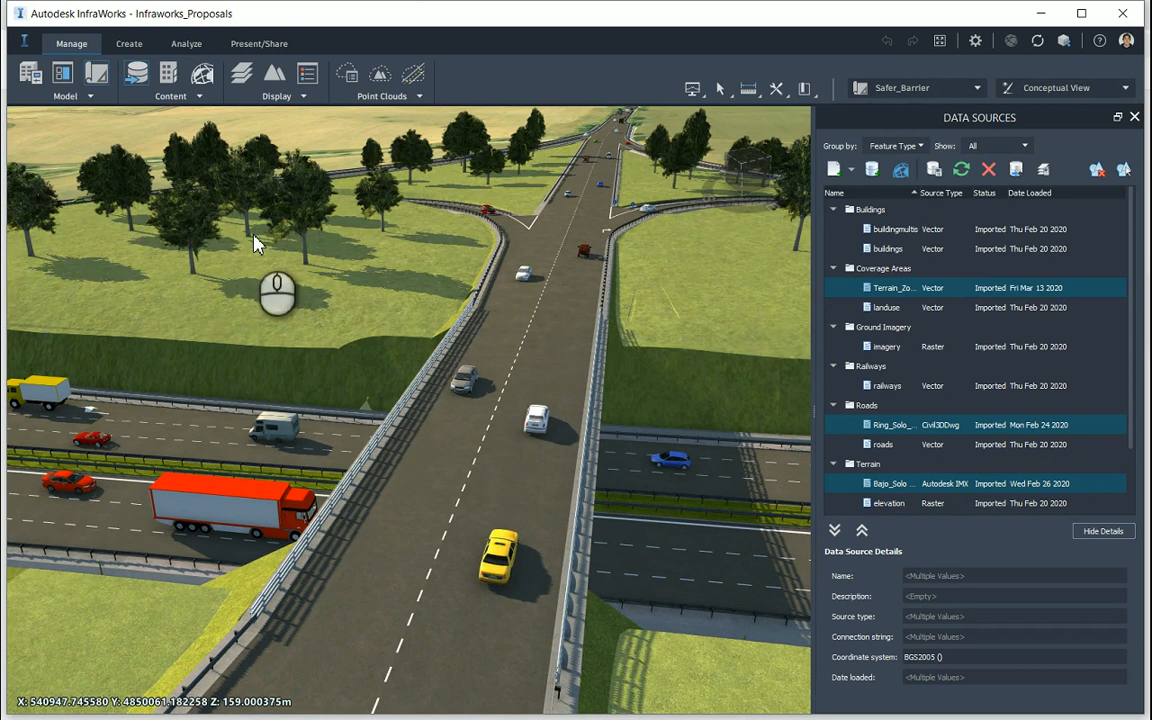 Autodesk InfraWorks - Infraworks_Proposals
Manage Create Analyze Present/Share
Model Content Display Point Clouds
Safer_Barrier Conceptual View
DATA SOURCES
Group by: Feature Type Show: All
Name Source Type Status Date Loaded
Buildings
buildingmultis Vector Imported Thu Feb 20 2020
buildings Vector Imported Thu Feb 20 2020
Coverage Areas
Terrain_Zo... Vector Imported Fri Mar 13 2020
landuse Vector Imported Thu Feb 20 2020
Ground Imagery
imagery Raster Imported Thu Feb 20 2020
Railways
railways Vector Imported Thu Feb 20 2020
Roads
Ring_Solo_... Civil3DDwg Imported Mon Feb 24 2020
roads Vector Imported Thu Feb 20 2020
Terrain
Bajo_Solo ... Autodesk IMX Imported Wed Feb 26 2020
elevation Raster Imported Thu Feb 20 2020
Hide Details
Data Source Details
Name: <Multiple Values>
Description: <Empty>
Source type: <Multiple Values>
Connection string: <Multiple Values>
Coordinate system: BGS2005 ()
Date loaded: <Multiple Values>
X: 540947.745580 Y: 4850061.182258 Z: 159.000375m